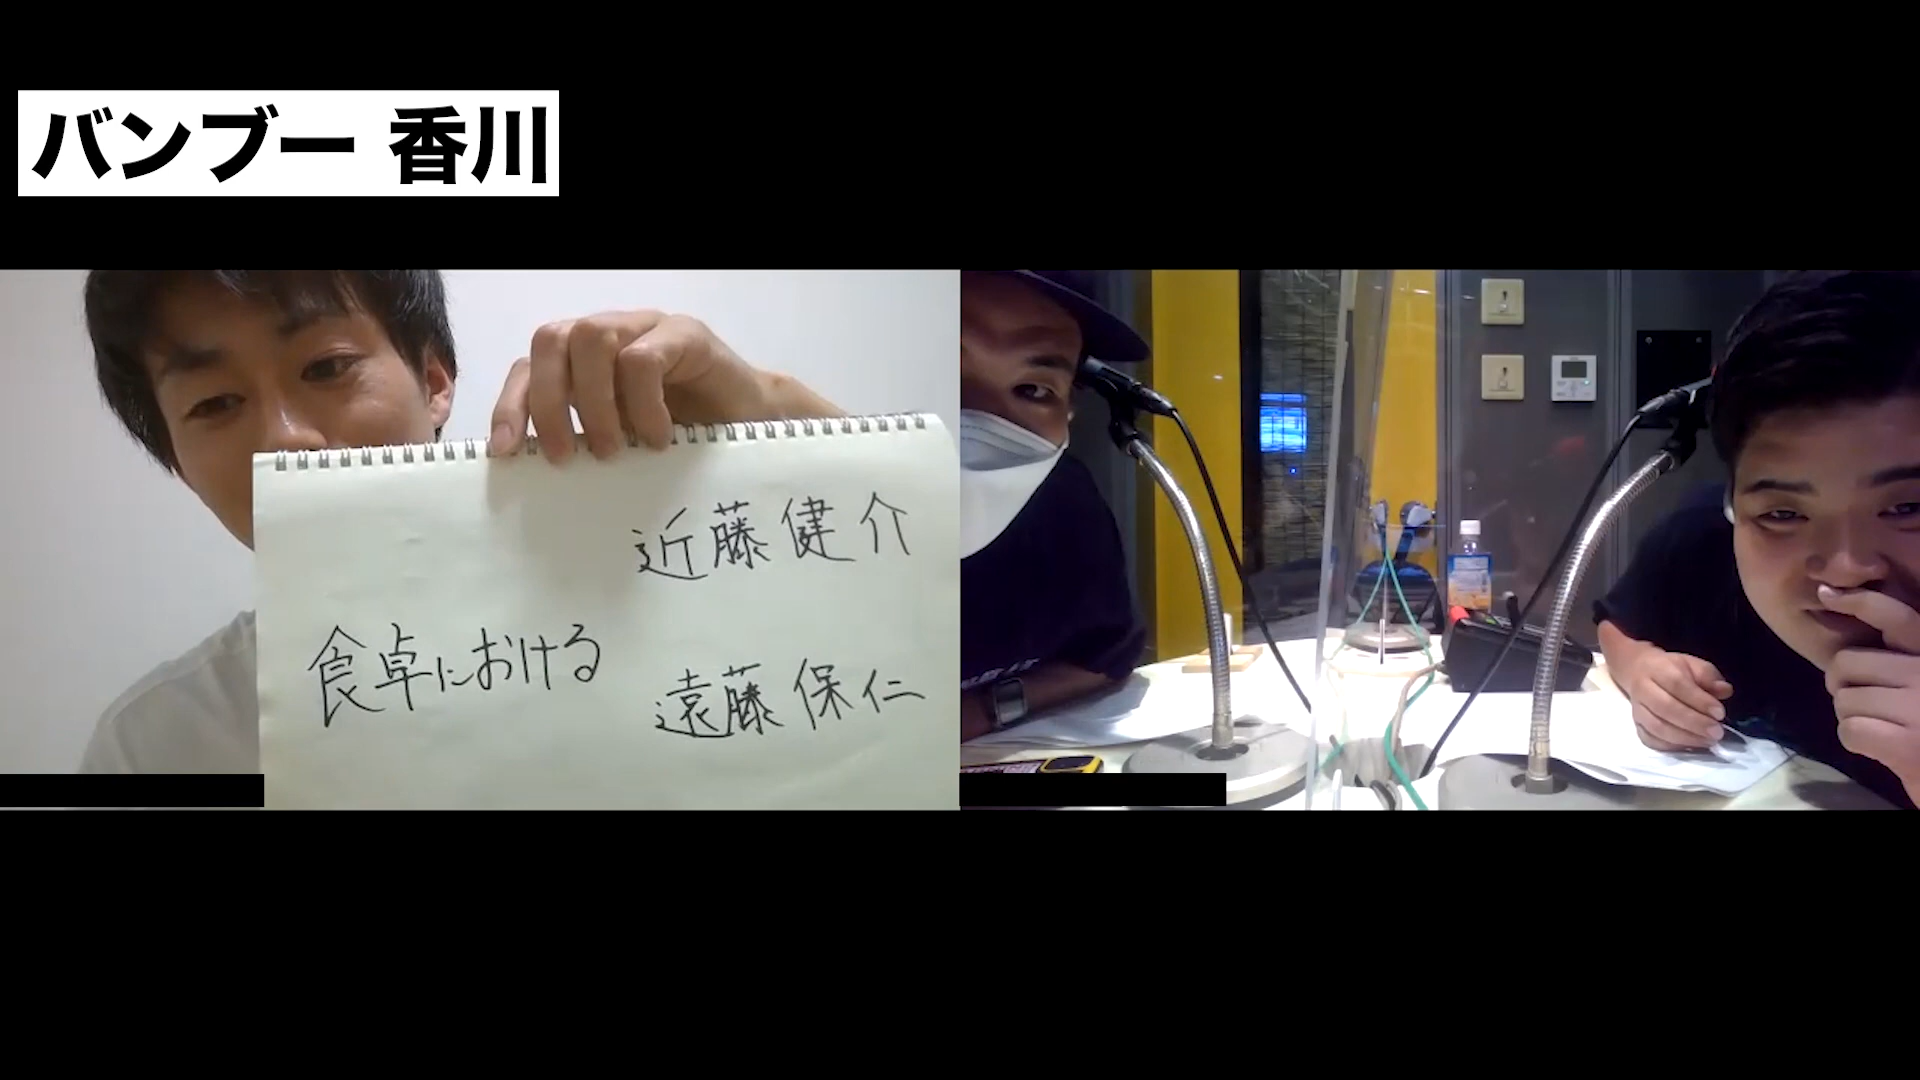 バンブー 香川
近藤健介
食卓における
遠藤保仁